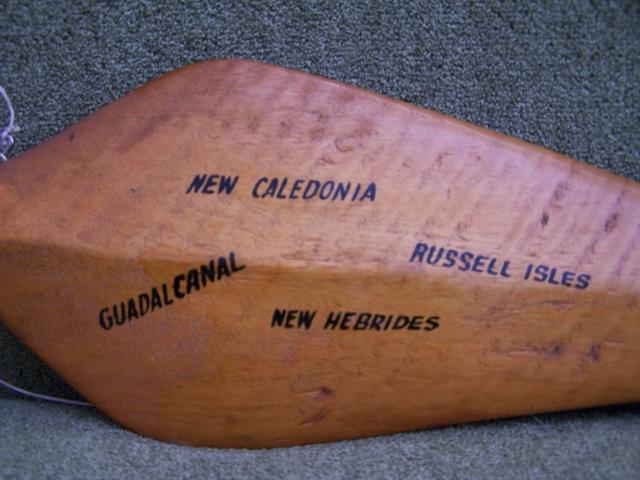 NEW CALEDONIA
RUSSELL ISLES
GUADALCANAL
NEW HEBRIDES